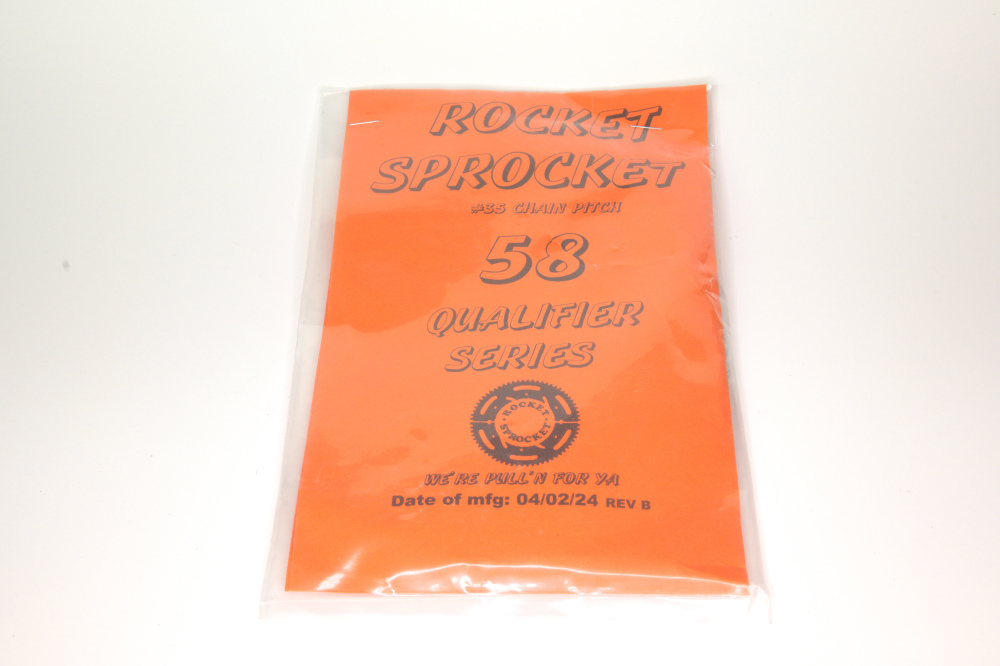 ROCKET
SPROCKET
#35 CHAIN PITCH
58
QUALIFIER
SERIES
ROCKET
SPROCKET
WE'RE PULL'N FOR YA
Date of mfg: 04/02/24 REV B